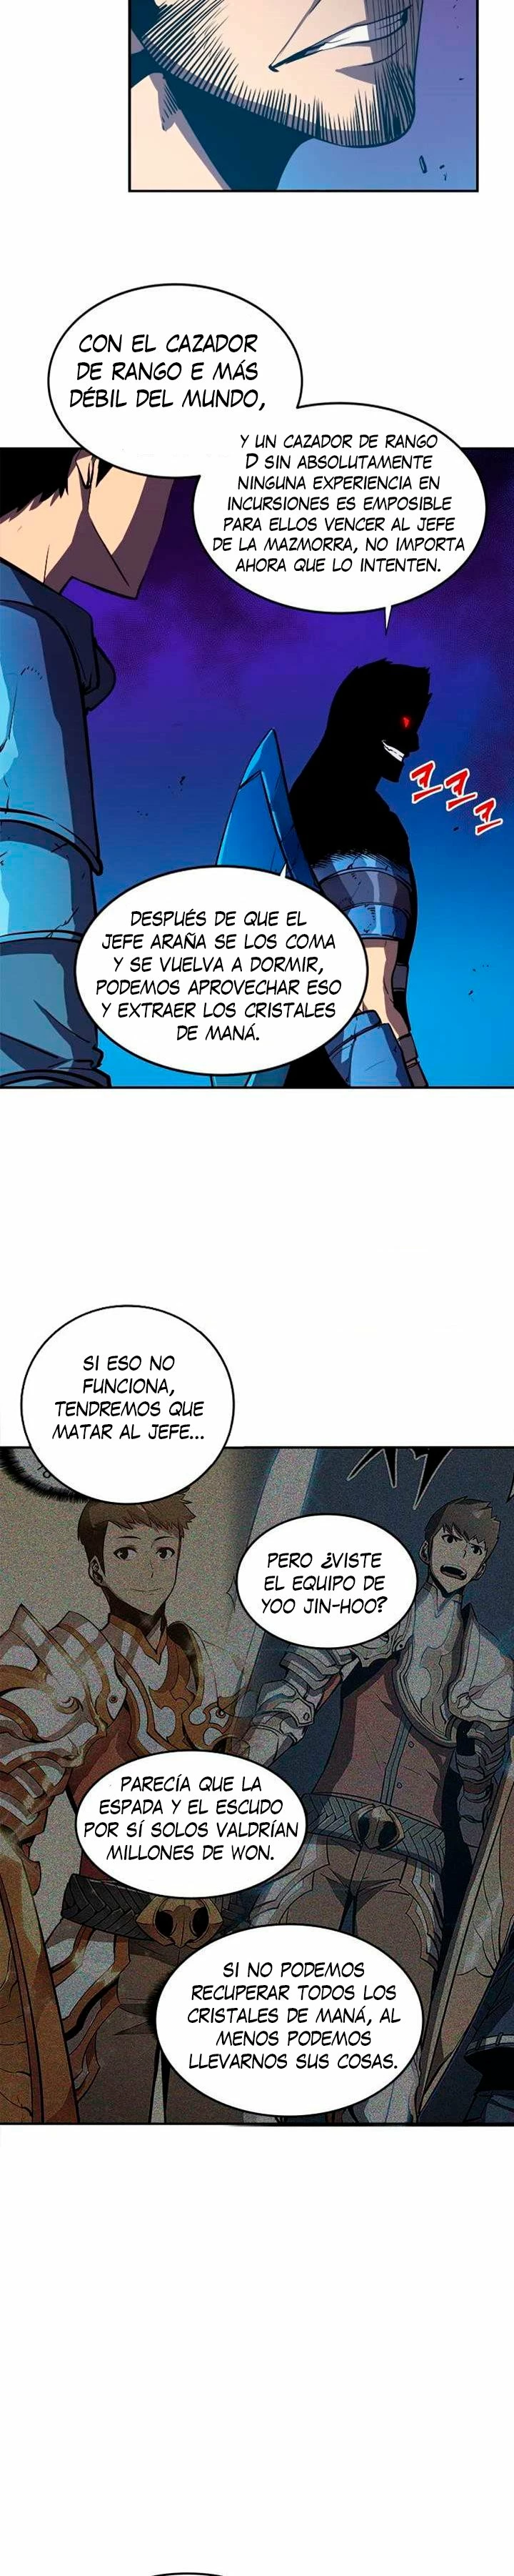 CON EL CAZADOR
DE RANGO E MÁS
DÉBIL DEL MUNDO,
Y UN CAZADOR DE RANGO
D SIN ABSOLUTAMENTE
NINGUNA EXPERIENCIA EN
INCURSIONES ES EMPOSIBLE
PARA ELLOS VENCER AL JEFE
DE LA MAZMORRA, NO IMPORTA
AHORA QUE LO INTENTEN.
크크크
DESPUÉS DE QUE EL
JEFE ARAÑA SE LOS COMA
Y SE VUELVA A DORMIR,
PODEMOS APROVECHAR ESO
Y EXTRAER LOS CRISTALES
DE MANÁ.
SI ESO NO
FUNCIONA,
TENDREMOS QUE
MATAR AL JEFE...
PERO ¿VISTE
EL EQUIPO DE
YOO JIN-HOO?
PARECÍA QUE LA
ESPADA Y EL ESCUDO
POR SÍ SOLOS VALDRÍAN
MILLONES DE WON.
SI NO PODEMOS
RECUPERAR TODOS LOS
CRISTALES DE MANÁ, AL
MENOS PODEMOS
LLEVARNOS SUS COSAS.